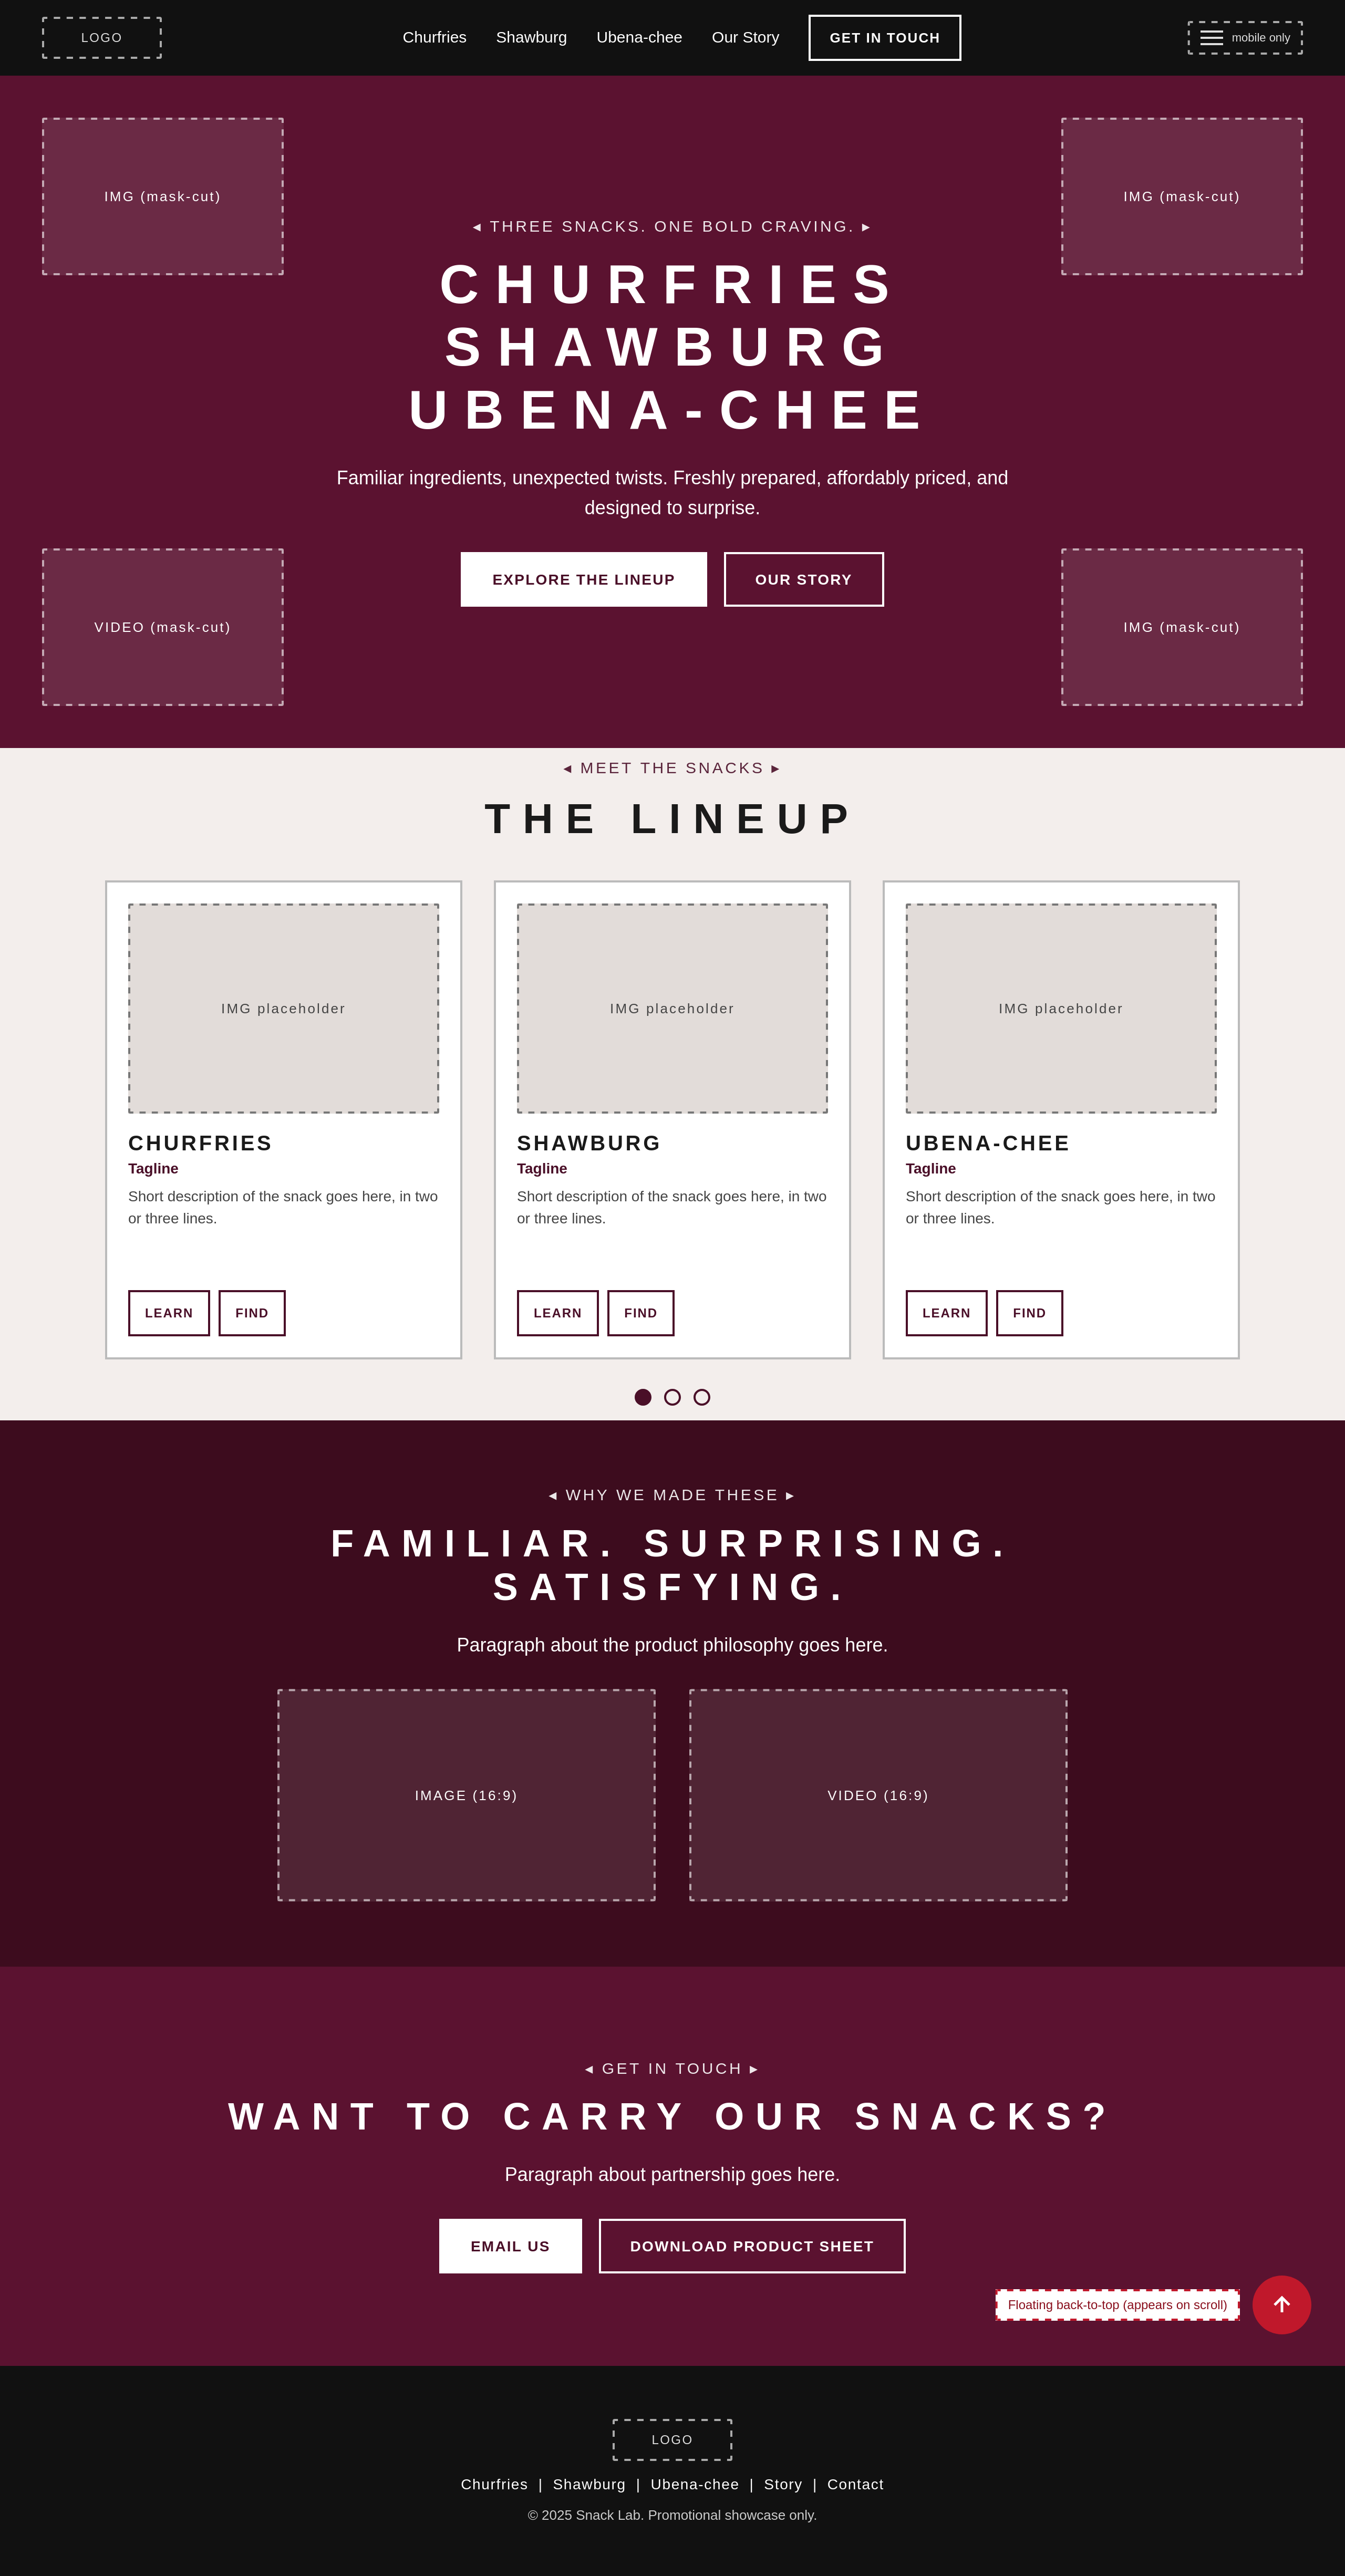 LOGO
Churfries
Shawburg
Ubena-chee
Our Story
GET IN TOUCH
mobile only
IMG (mask-cut)
IMG (mask-cut)
◂ THREE SNACKS. ONE BOLD CRAVING. ▸
CHURFRIES
SHAWBURG
UBENA-CHEE
Familiar ingredients, unexpected twists. Freshly prepared, affordably priced, and
designed to surprise.
EXPLORE THE LINEUP
OUR STORY
VIDEO (mask-cut)
IMG (mask-cut)
◂ MEET THE SNACKS ▸
THE LINEUP
IMG placeholder
CHURFRIES
Tagline
Short description of the snack goes here, in two
or three lines.
LEARN
FIND
IMG placeholder
SHAWBURG
Tagline
Short description of the snack goes here, in two
or three lines.
LEARN
FIND
IMG placeholder
UBENA-CHEE
Tagline
Short description of the snack goes here, in two
or three lines.
LEARN
FIND
◂ WHY WE MADE THESE ▸
FAMILIAR. SURPRISING.
SATISFYING.
Paragraph about the product philosophy goes here.
IMAGE (16:9)
VIDEO (16:9)
◂ GET IN TOUCH ▸
WANT TO CARRY OUR SNACKS?
Paragraph about partnership goes here.
EMAIL US
DOWNLOAD PRODUCT SHEET
Floating back-to-top (appears on scroll)
LOGO
Churfries | Shawburg | Ubena-chee | Story | Contact
© 2025 Snack Lab. Promotional showcase only.